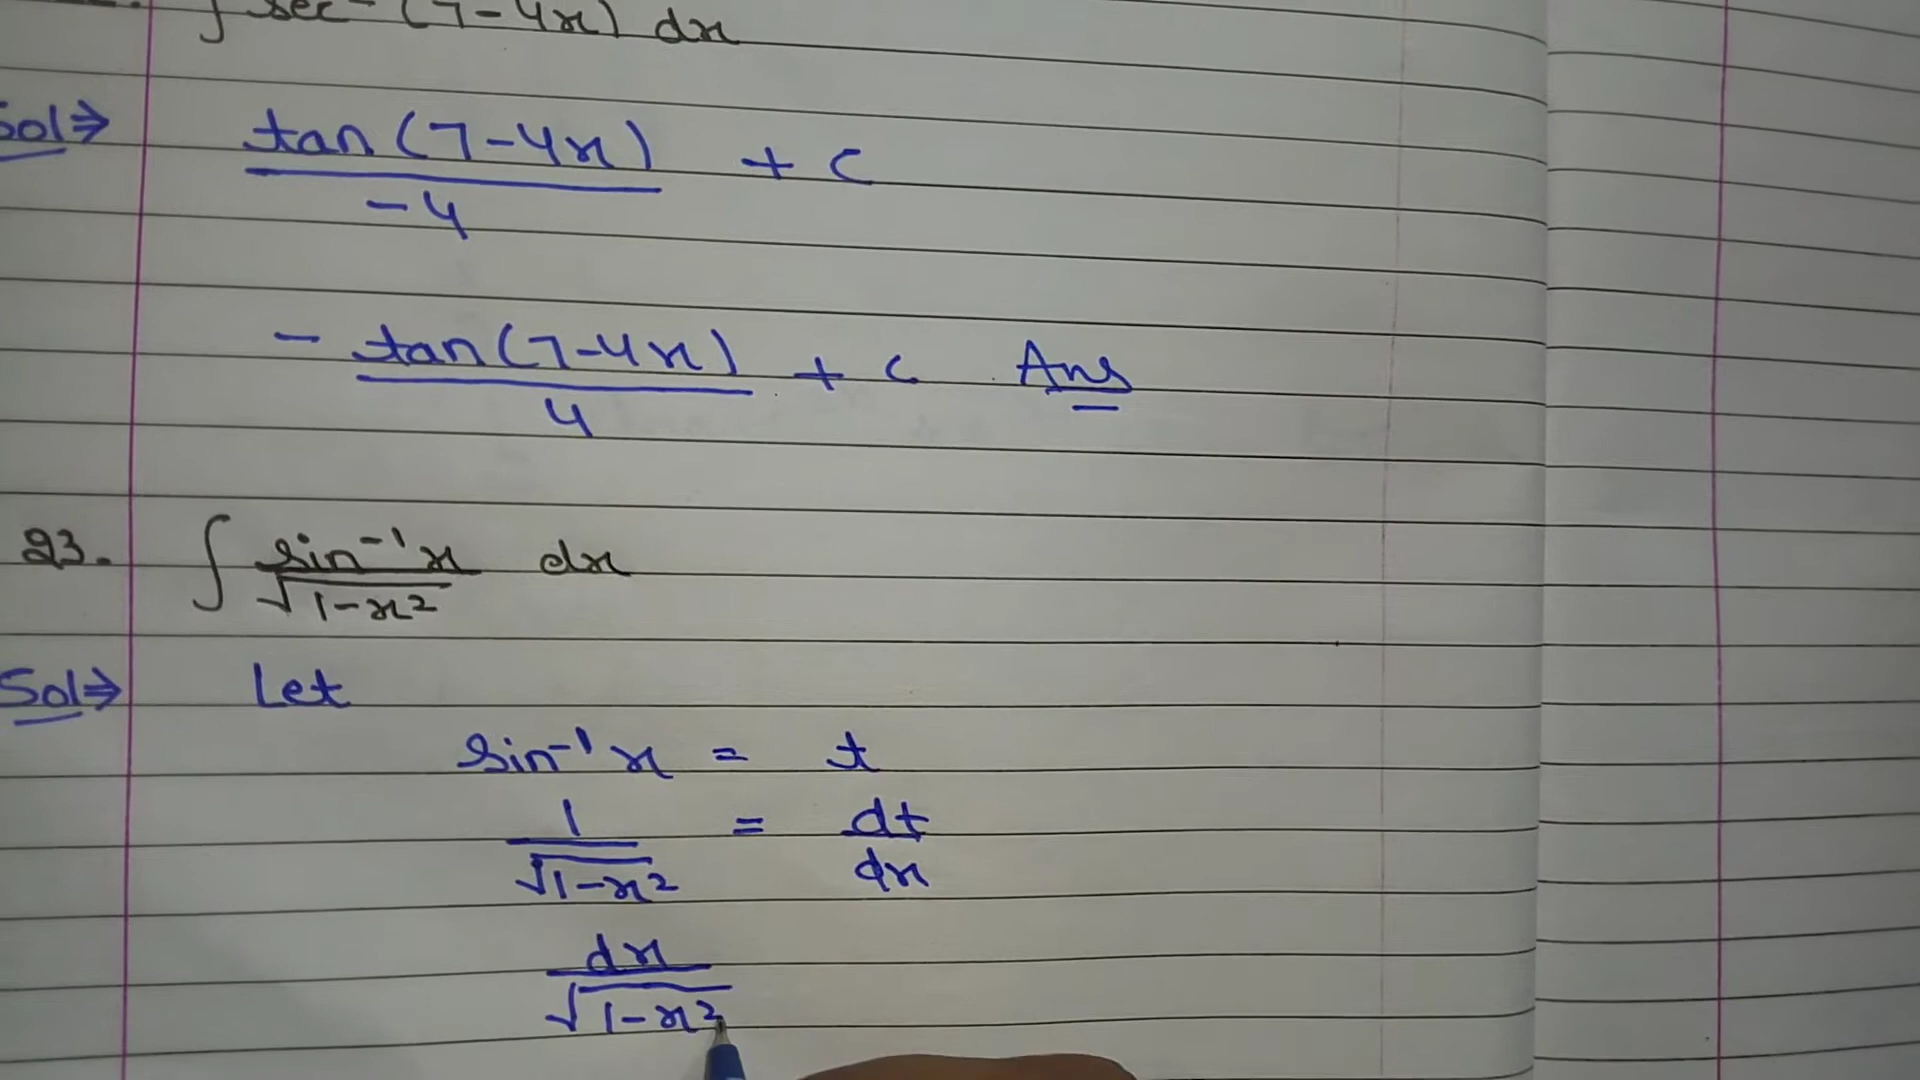 ∫ sec² (7-4x) dx
Sol⇒ tan(7-4x)/-4 + c
- tan(7-4x)/4 + c Ans
23. ∫ sin⁻¹x/√1-x² dx
Sol⇒ Let
sin⁻¹x = t
1/√1-x² = dt/dx
dx/√1-x²